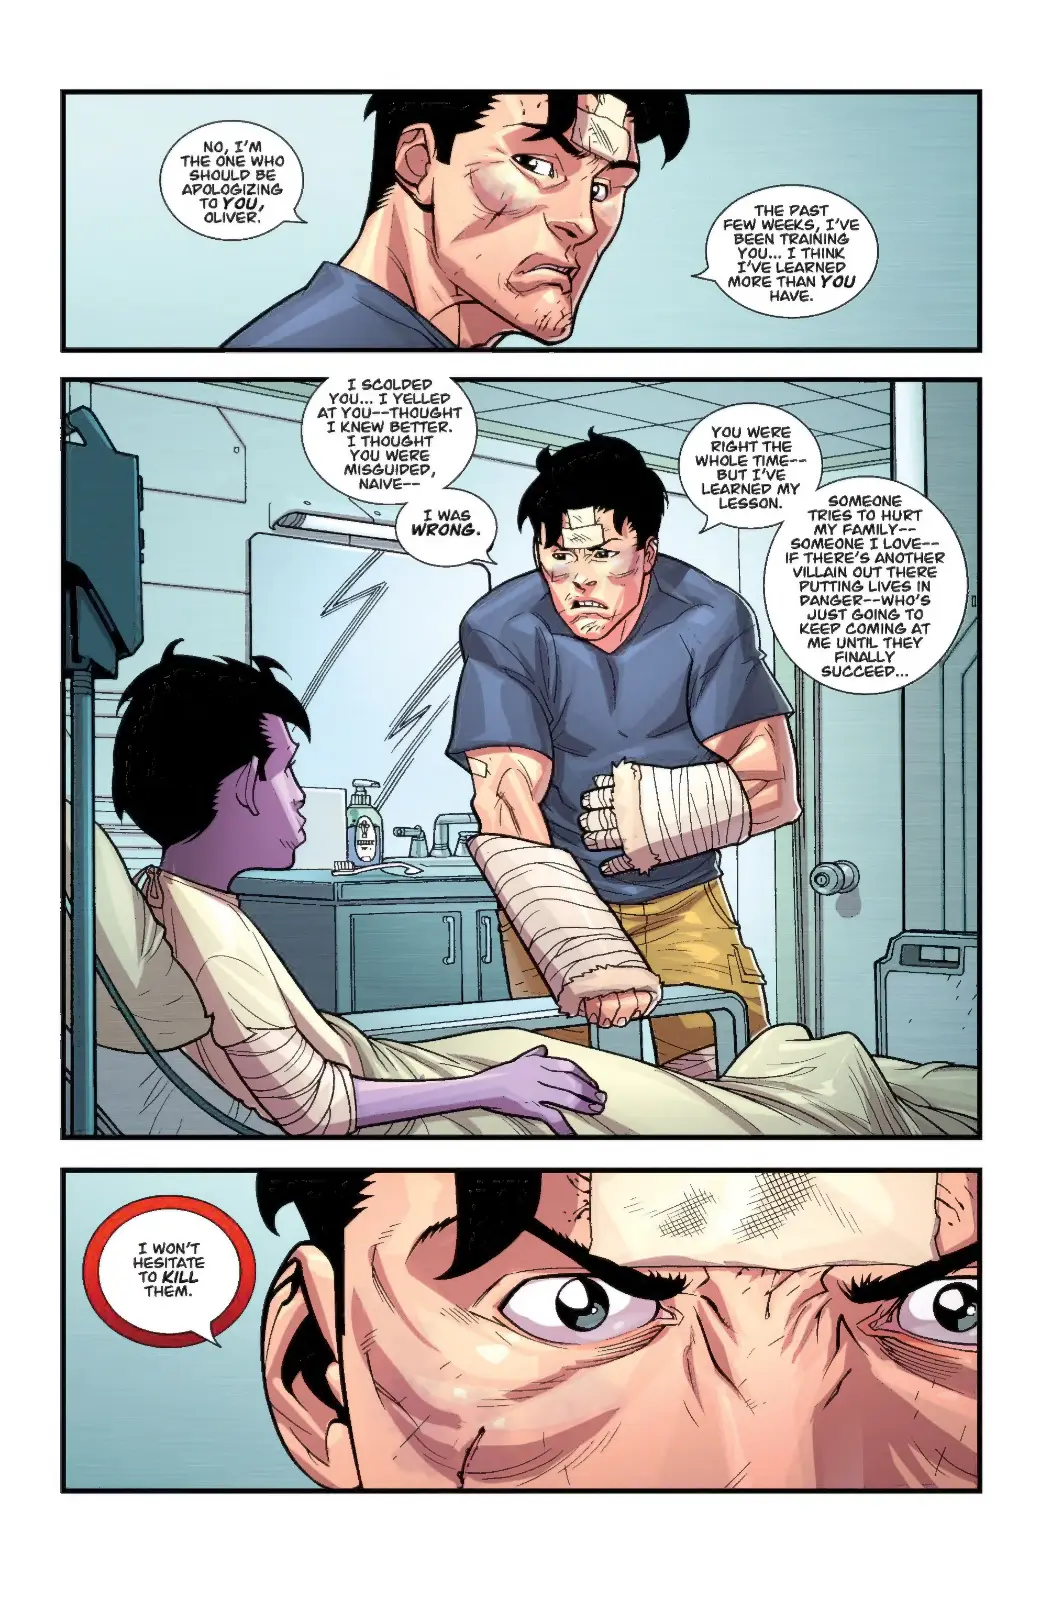 NO, I'M
THE ONE WHO
SHOULD BE
APOLOGIZING
TO YOU,
OLIVER.
THE PAST
FEW WEEKS, I'VE
BEEN TRAINING
YOU... I THINK
I'VE LEARNED
MORE THAN YOU
HAVE.
I SCOLDED
YOU... I YELLED
AT YOU--THOUGHT
I KNEW BETTER.
I THOUGHT
YOU WERE
MISGUIDED,
NAIVE--
I WAS
WRONG.
YOU WERE
RIGHT THE
WHOLE TIME--
BUT I'VE
LEARNED MY
LESSON.
SOMEONE
TRIES TO HURT
MY FAMILY--
SOMEONE I LOVE--
IF THERE'S ANOTHER
VILLAIN OUT THERE
PUTTING LIVES IN
DANGER--WHO'S
JUST GOING TO
KEEP COMING AT
ME UNTIL THEY
FINALLY
SUCCEED...
I WON'T
HESITATE
TO KILL
THEM.